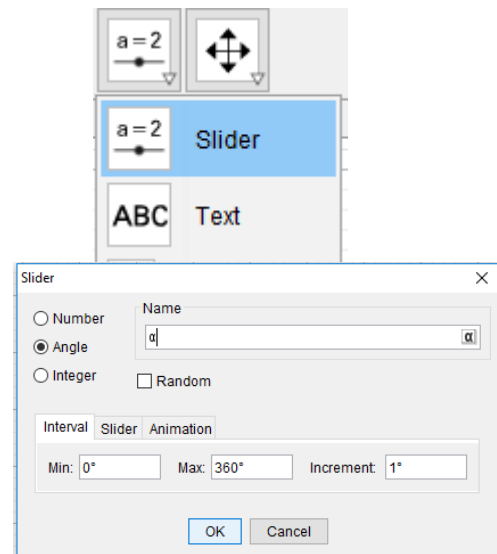 a = 2
a = 2 Slider
ABC Text
Slider
Number
Angle
Integer
Name
α α
Random
Interval Slider Animation
Min: 0° Max: 360° Increment: 1°
OK Cancel